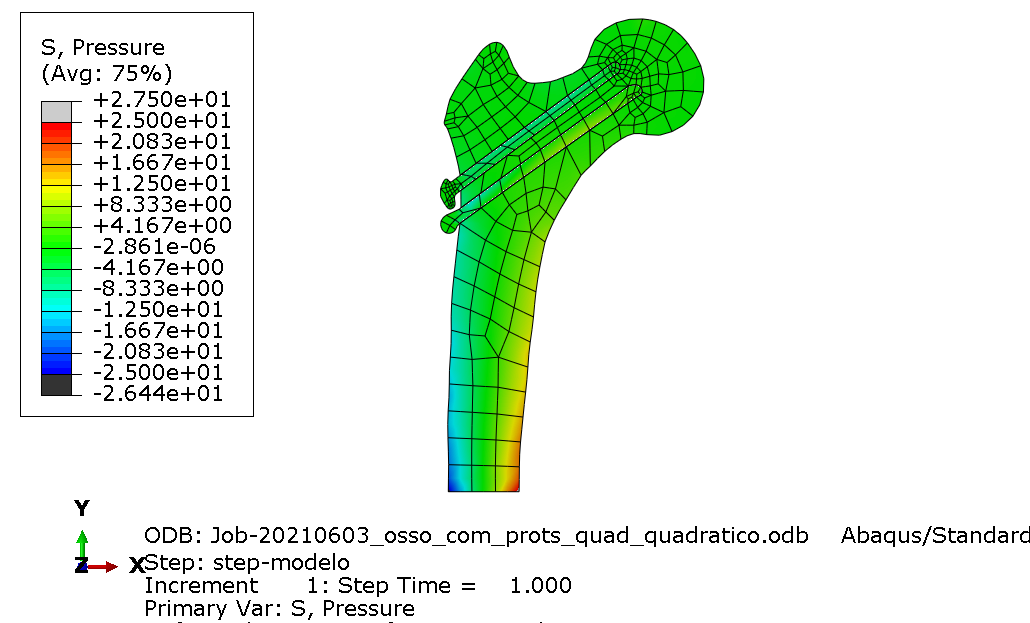 S, Pressure
(Avg: 75%)
+2.750e+01
+2.500e+01
+2.083e+01
+1.667e+01
+1.250e+01
+8.333e+00
+4.167e+00
-2.861e-06
-4.167e+00
-8.333e+00
-1.250e+01
-1.667e+01
-2.083e+01
-2.500e+01
-2.644e+01
Y
Z X
ODB: Job-20210603_osso_com_prots_quad_quadratico.odb Abaqus/Standard
Step: step-modelo
Increment 1: Step Time = 1.000
Primary Var: S, Pressure